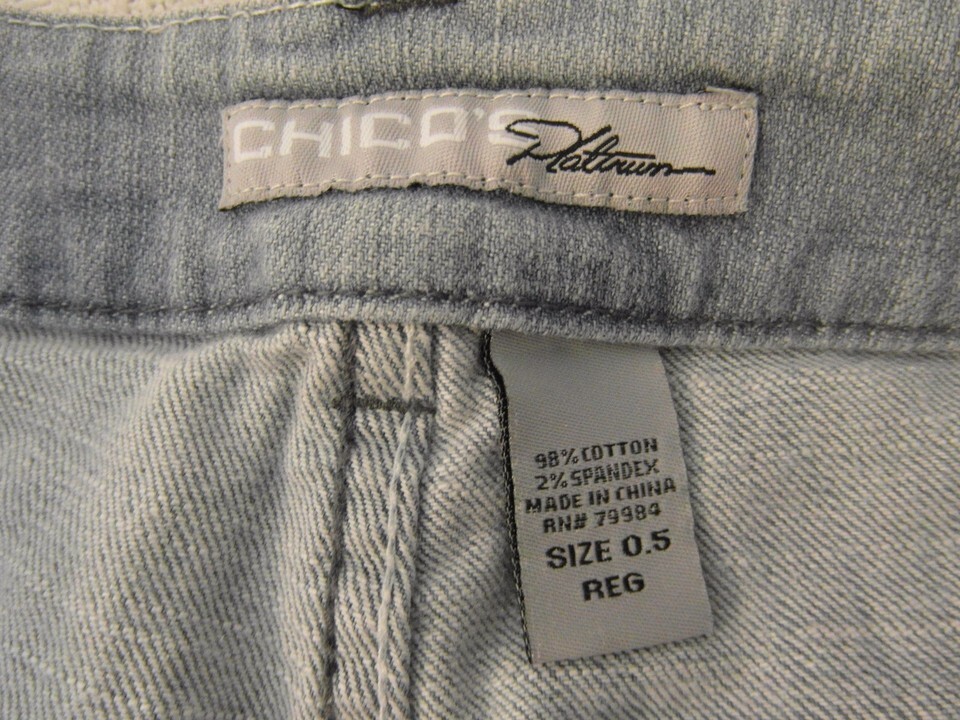 CHICO'S Platinum
98% COTTON
2% SPANDEX
MADE IN CHINA
RN# 79984
SIZE 0.5
REG